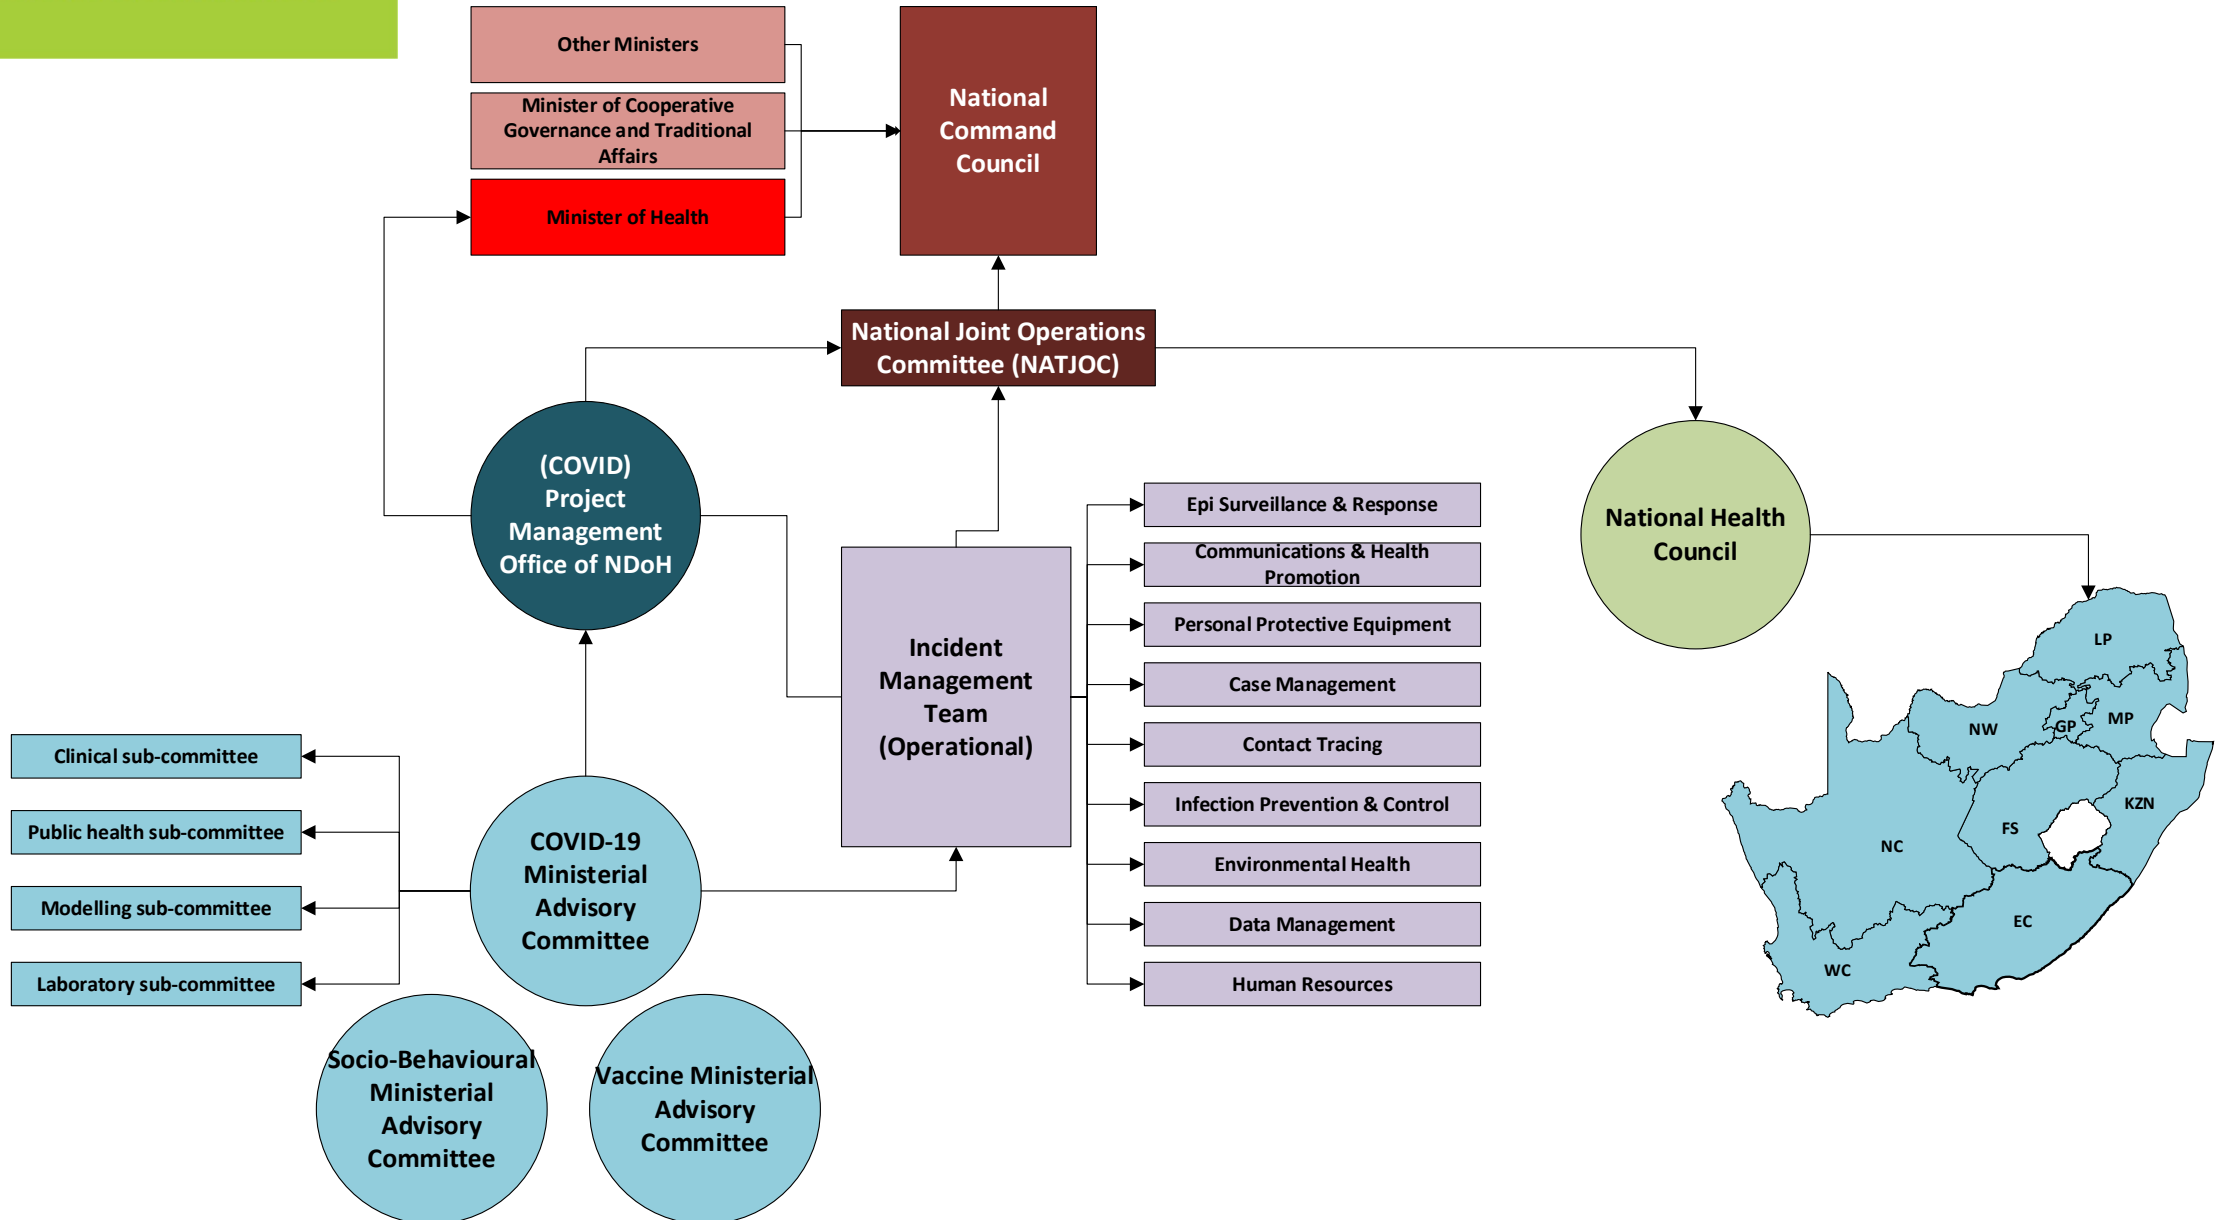 Other Ministers
Minister of Cooperative
Governance and Traditional
Affairs
Minister of Health
National
Command
Council
National Joint Operations
Committee (NATJOC)
(COVID)
Project
Management
Office of NDoH
Incident
Management
Team
(Operational)
Epi Surveillance & Response
Communications & Health
Promotion
Personal Protective Equipment
Case Management
Contact Tracing
Infection Prevention & Control
Environmental Health
Data Management
Human Resources
National Health
Council
LP
NW
GP
MP
KZN
FS
NC
EC
WC
Clinical sub-committee
Public health sub-committee
Modelling sub-committee
Laboratory sub-committee
COVID-19
Ministerial
Advisory
Committee
Socio-Behavioural
Ministerial
Advisory
Committee
Vaccine Ministerial
Advisory
Committee